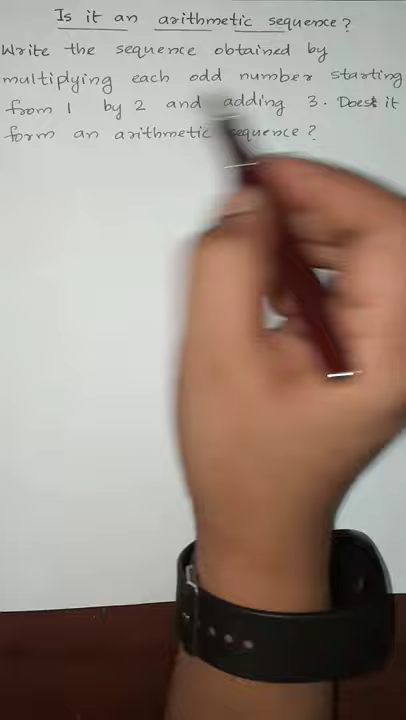 Is it an arithmetic sequence?
Write the sequence obtained by
multiplying each odd number starting
from 1 by 2 and adding 3. Does it
form an arithmetic sequence?